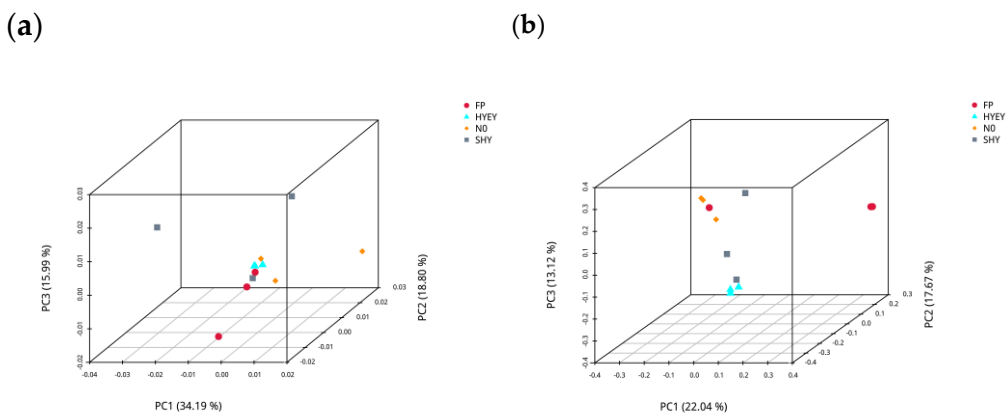 (a)
FP
HYEY
N0
SHY
0.03
0.02
0.01
0.00
-0.01
-0.02
PC3 (15.99 %)
-0.04 -0.03 -0.02 -0.01 0.00 0.01 0.02
PC1 (34.19 %)
-0.02
-0.01
0.00
0.01
0.02
0.03
PC2 (18.80 %)
(b)
FP
HYEY
N0
SHY
0.4
0.3
0.2
0.1
0.0
-0.1
-0.2
-0.3
-0.4
PC3 (13.12 %)
-0.4 -0.3 -0.2 -0.1 0.0 0.1 0.2 0.3 0.4
PC1 (22.04 %)
-0.4
-0.3
-0.2
-0.1
0.0
0.1
0.2
0.3
PC2 (17.67 %)